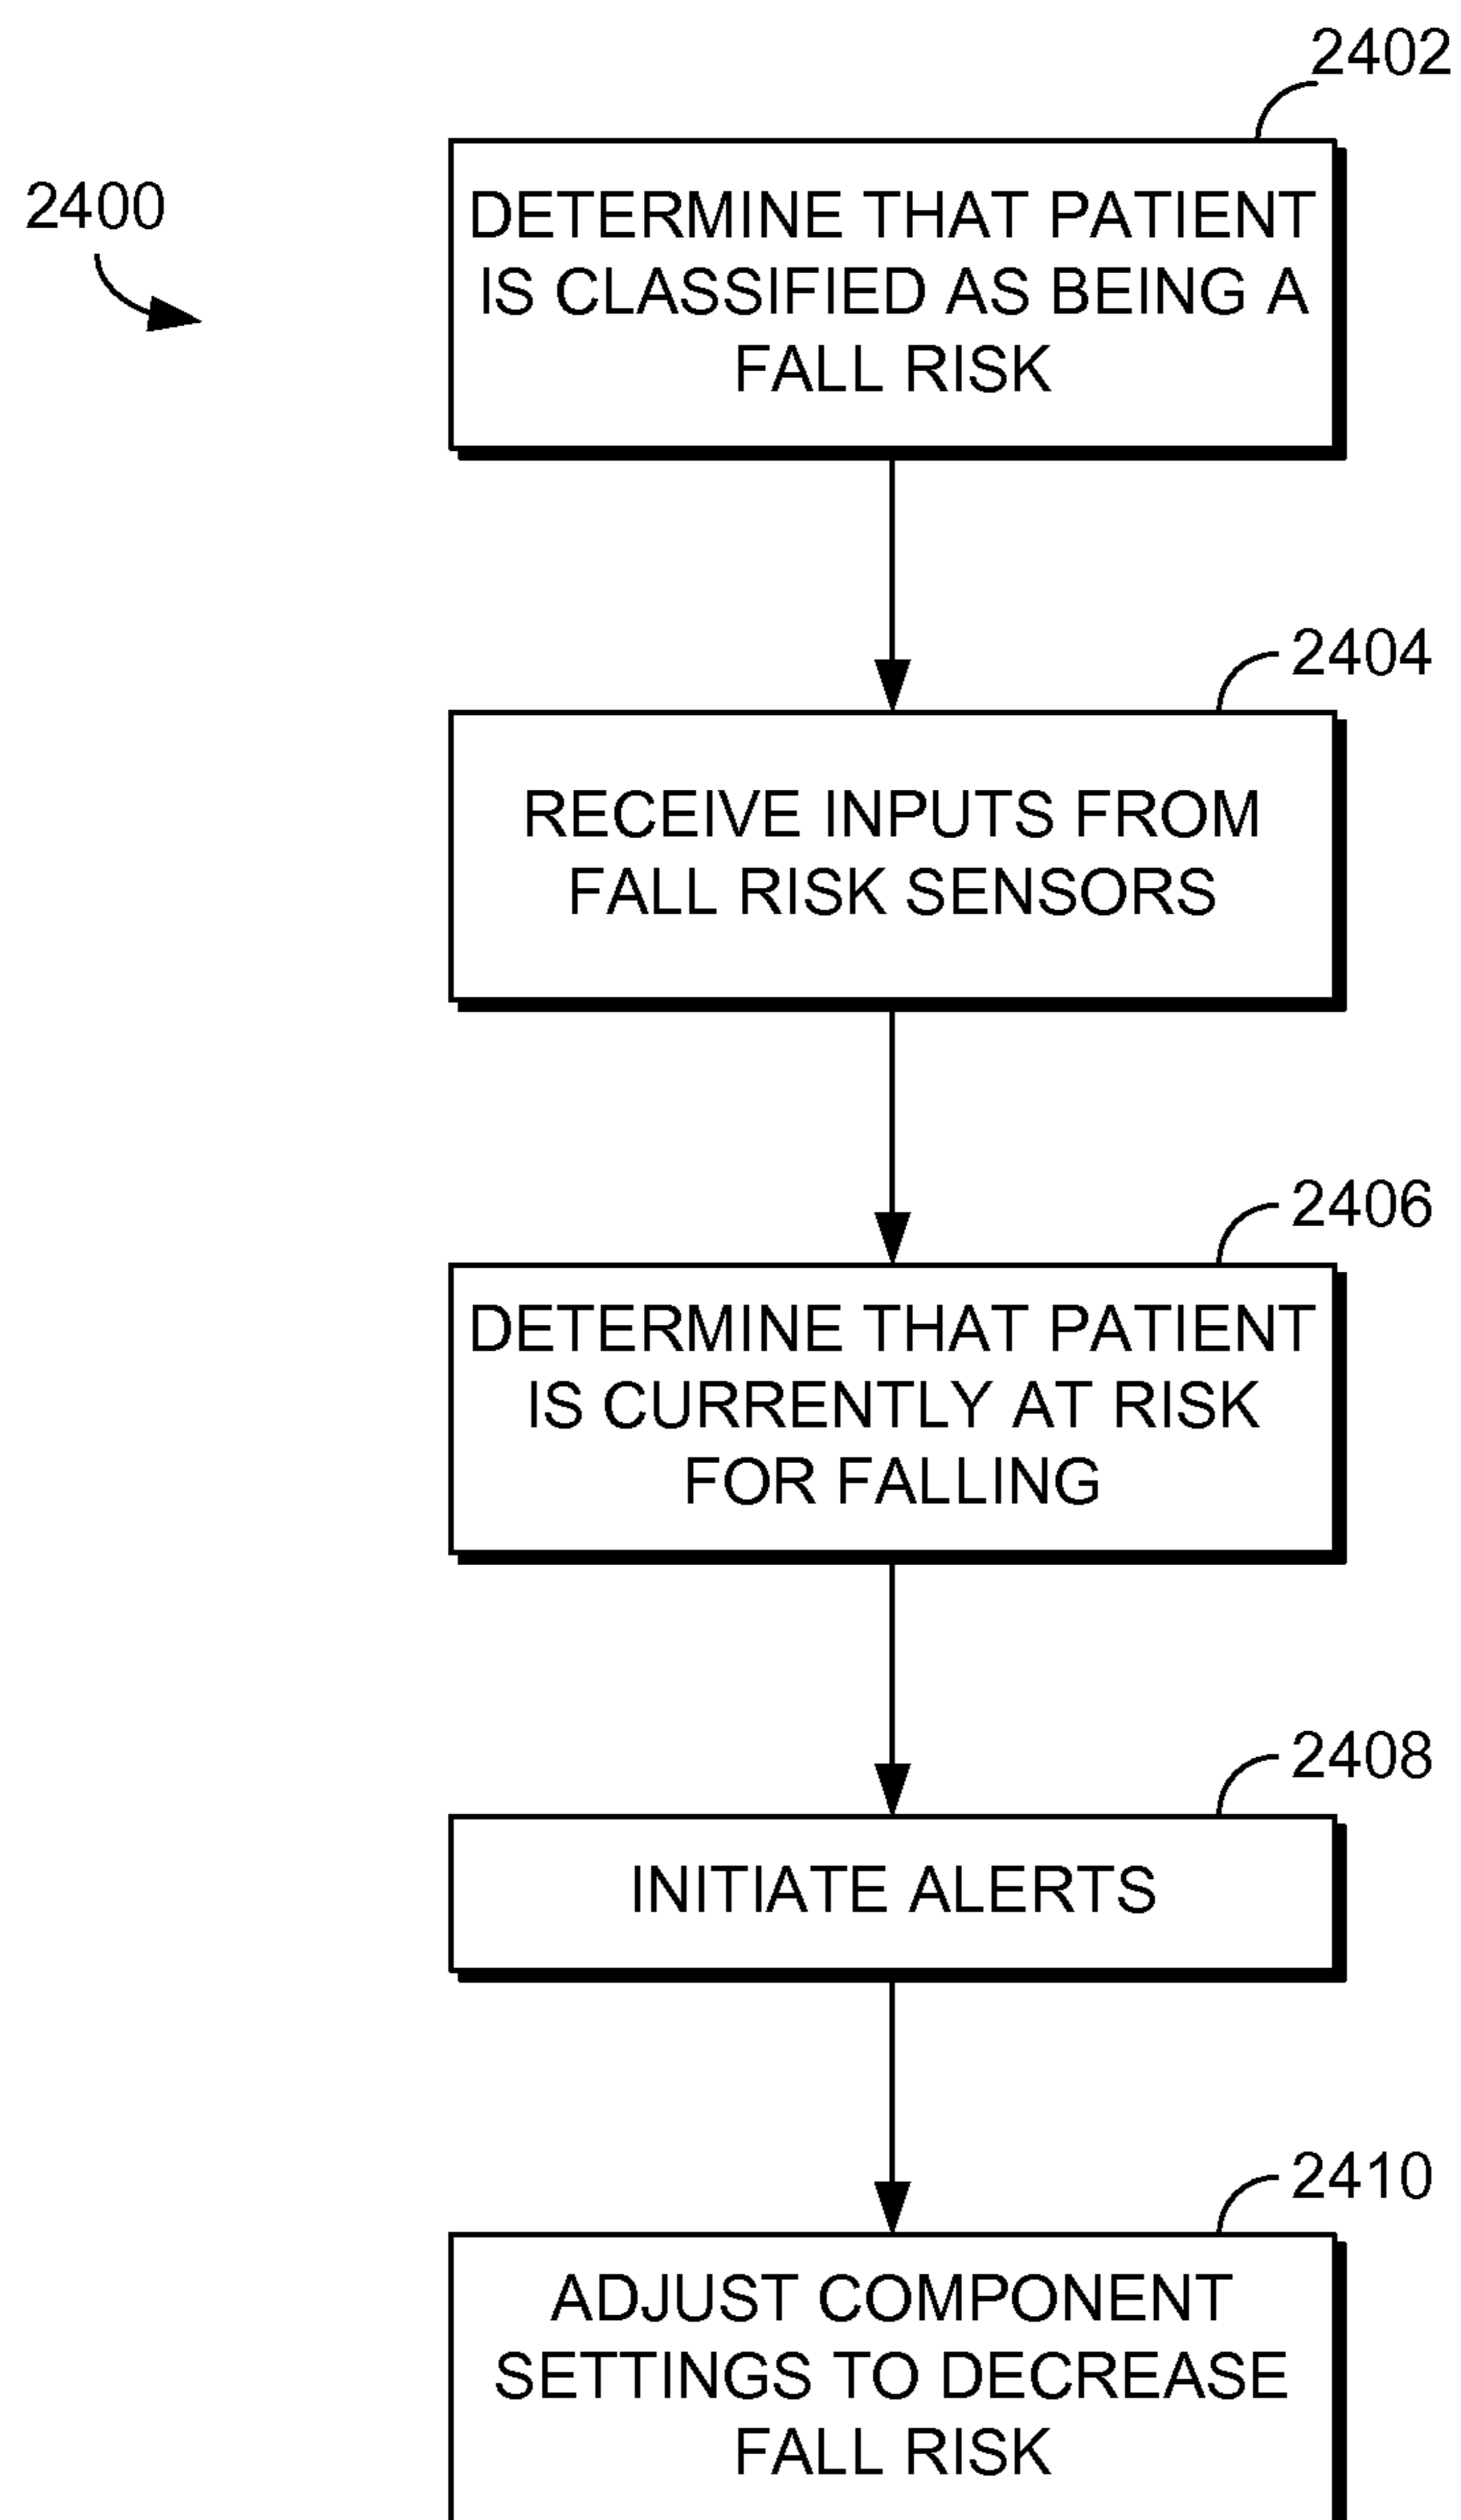 2402
2400
DETERMINE THAT PATIENT
IS CLASSIFIED AS BEING A
FALL RISK
2404
RECEIVE INPUTS FROM
FALL RISK SENSORS
2406
DETERMINE THAT PATIENT
IS CURRENTLY AT RISK
FOR FALLING
2408
INITIATE ALERTS
2410
ADJUST COMPONENT
SETTINGS TO DECREASE
FALL RISK